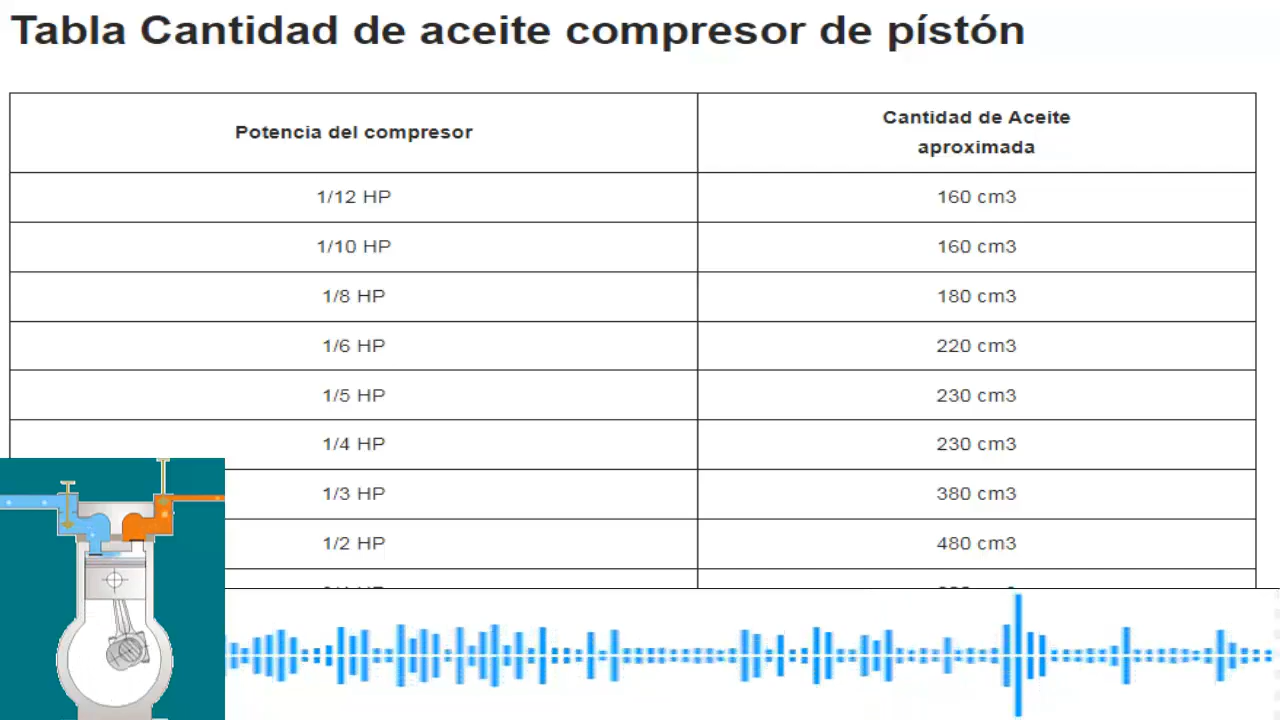 Tabla Cantidad de aceite compresor de pístón
Potencia del compresor
Cantidad de Aceite
aproximada
1/12 HP
160 cm3
1/10 HP
160 cm3
1/8 HP
180 cm3
1/6 HP
220 cm3
1/5 HP
230 cm3
1/4 HP
230 cm3
1/3 HP
380 cm3
1/2 HP
480 cm3